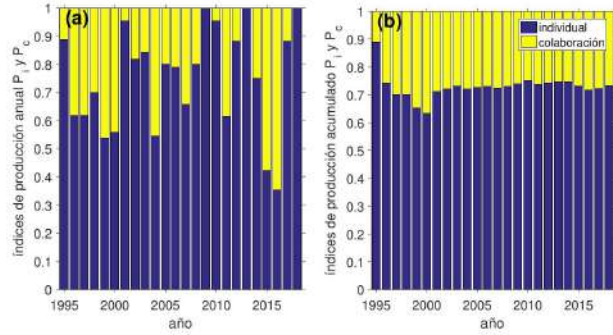 (a)
índices de producción anual P_i y P_c
1
0.9
0.8
0.7
0.6
0.5
0.4
0.3
0.2
0.1
0
1995 2000 2005 2010 2015
año
(b)
individual
colaboración
índices de producción acumulado P_i y P_c
1
0.9
0.8
0.7
0.6
0.5
0.4
0.3
0.2
0.1
0
1995 2000 2005 2010 2015
año